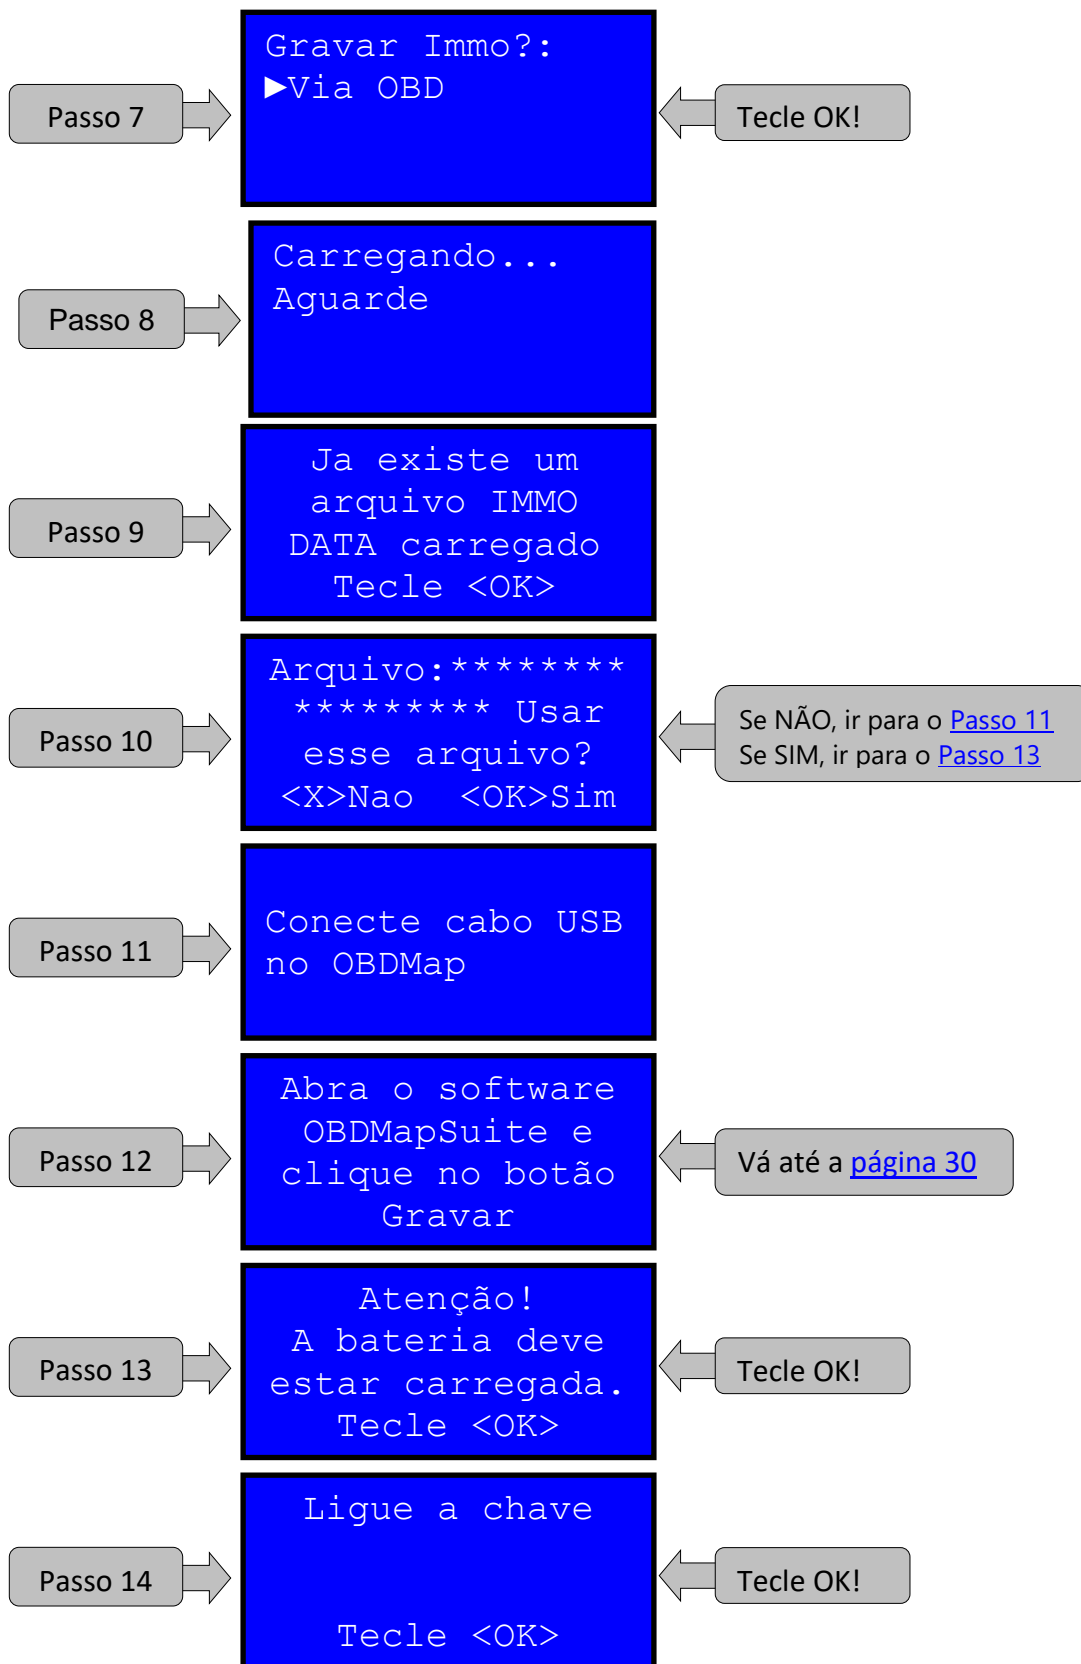 Passo 7
Gravar Immo?:
►Via OBD
Tecle OK!
Passo 8
Carregando...
Aguarde
Passo 9
Ja existe um
arquivo IMMO
DATA carregado
Tecle <OK>
Passo 10
Arquivo:********
********* Usar
esse arquivo?
<X>Nao <OK>Sim
Se NÃO, ir para o Passo 11
Se SIM, ir para o Passo 13
Passo 11
Conecte cabo USB
no OBDMap
Passo 12
Abra o software
OBDMapSuite e
clique no botão
Gravar
Vá até a página 30
Passo 13
Atenção!
A bateria deve
estar carregada.
Tecle <OK>
Tecle OK!
Passo 14
Ligue a chave
Tecle <OK>
Tecle OK!